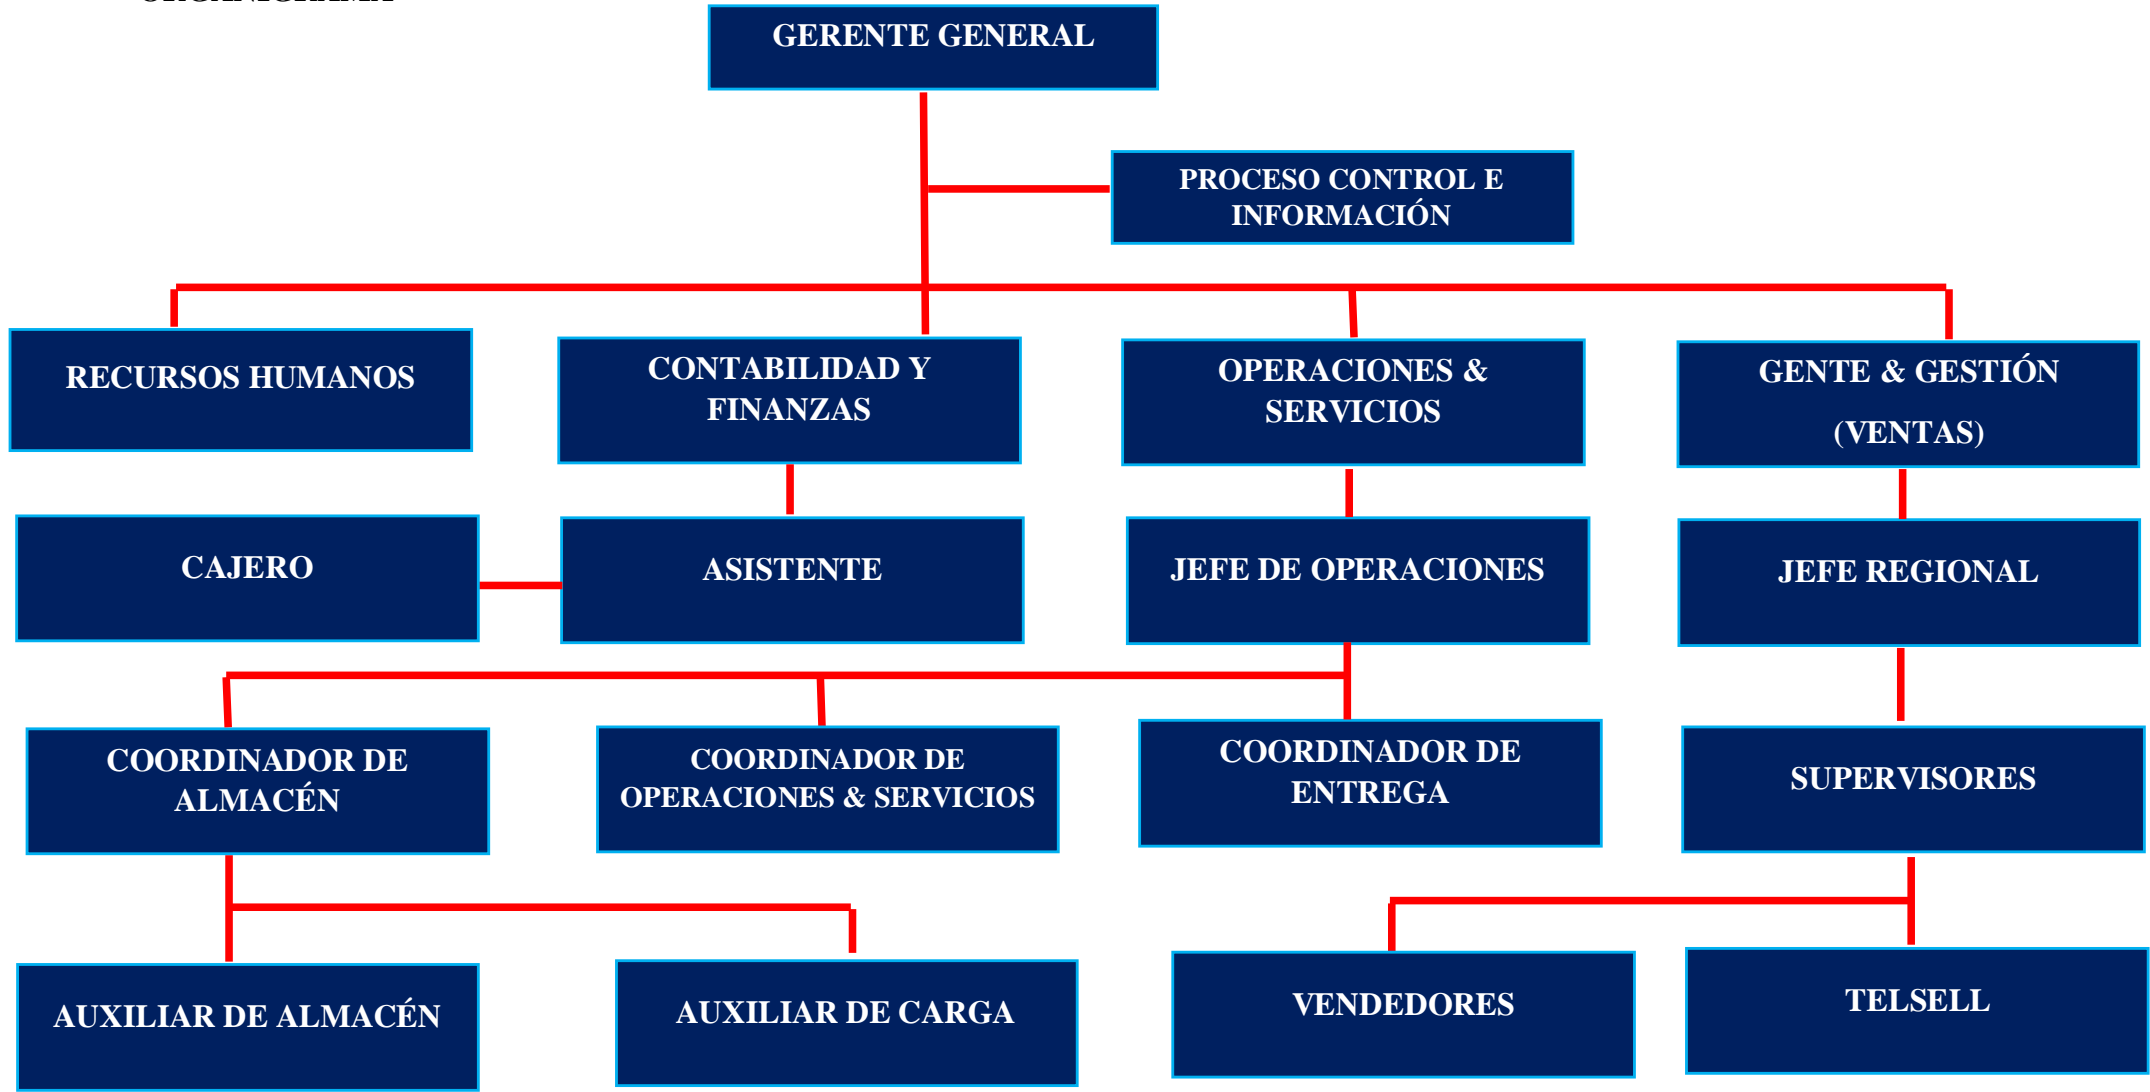 ORGANIGRAMA
GERENTE GENERAL
PROCESO CONTROL E
INFORMACIÓN
RECURSOS HUMANOS
CONTABILIDAD Y
FINANZAS
OPERACIONES &
SERVICIOS
GENTE & GESTIÓN
(VENTAS)
CAJERO
ASISTENTE
JEFE DE OPERACIONES
JEFE REGIONAL
COORDINADOR DE
ALMACÉN
COORDINADOR DE
OPERACIONES & SERVICIOS
COORDINADOR DE
ENTREGA
SUPERVISORES
AUXILIAR DE ALMACÉN
AUXILIAR DE CARGA
VENDEDORES
TELSELL